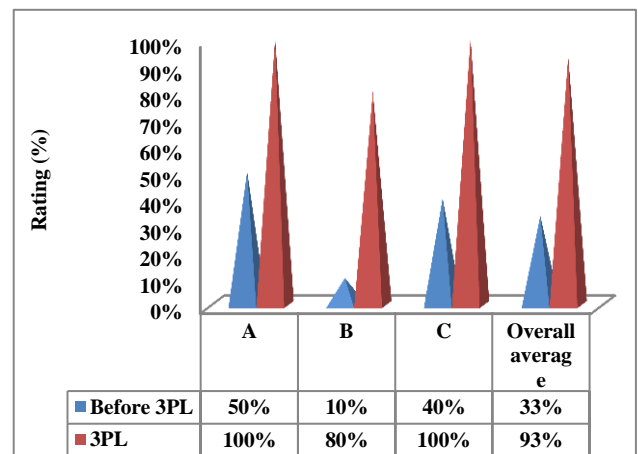 100%
90%
80%
70%
60%
50%
40%
30%
20%
10%
0%
Rating (%)
A B C Overall
averag
e
Before 3PL 50% 10% 40% 33%
3PL 100% 80% 100% 93%